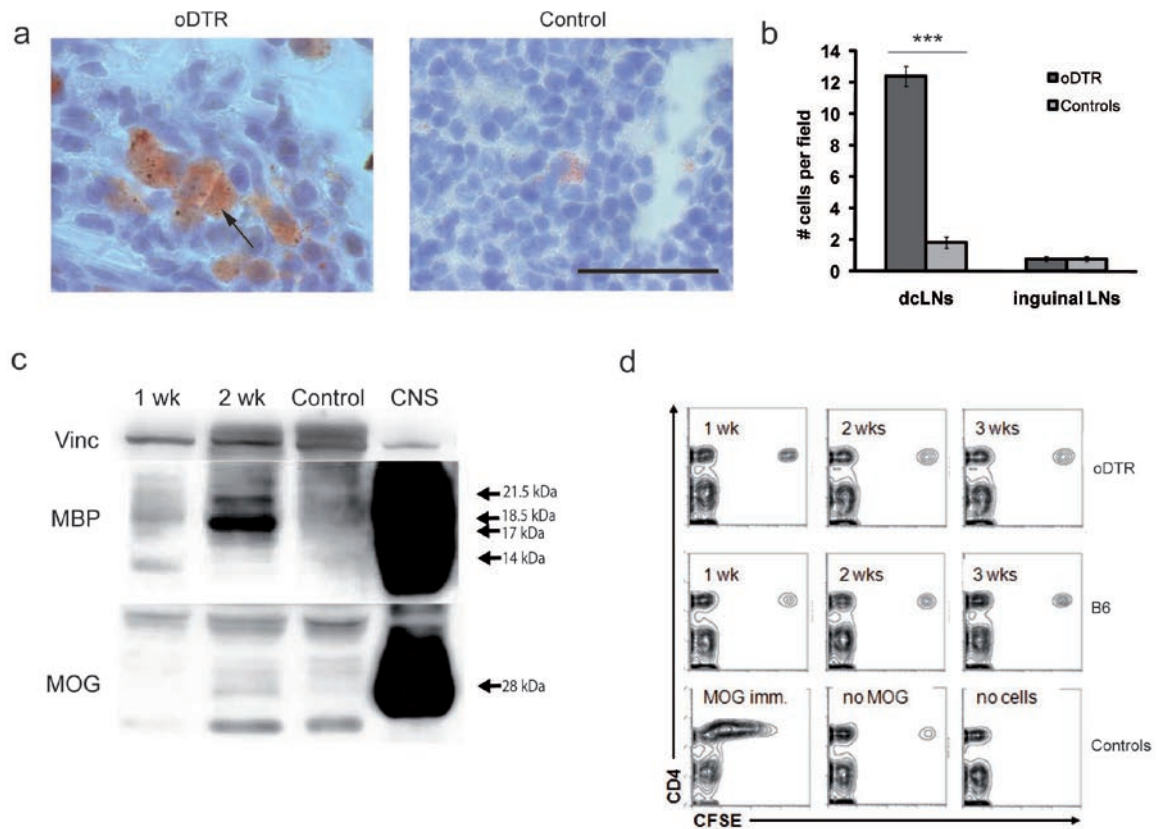 a
oDTR
Control
b
***
14
12
10
8
6
4
2
0
# cells per field
oDTR
Controls
dcLNs
inguinal LNs
c
1 wk
2 wk
Control
CNS
Vinc
MBP
MOG
21.5 kDa
18.5 kDa
17 kDa
14 kDa
28 kDa
d
1 wk
2 wks
3 wks
oDTR
1 wk
2 wks
3 wks
B6
MOG imm.
no MOG
no cells
Controls
CD4
CFSE